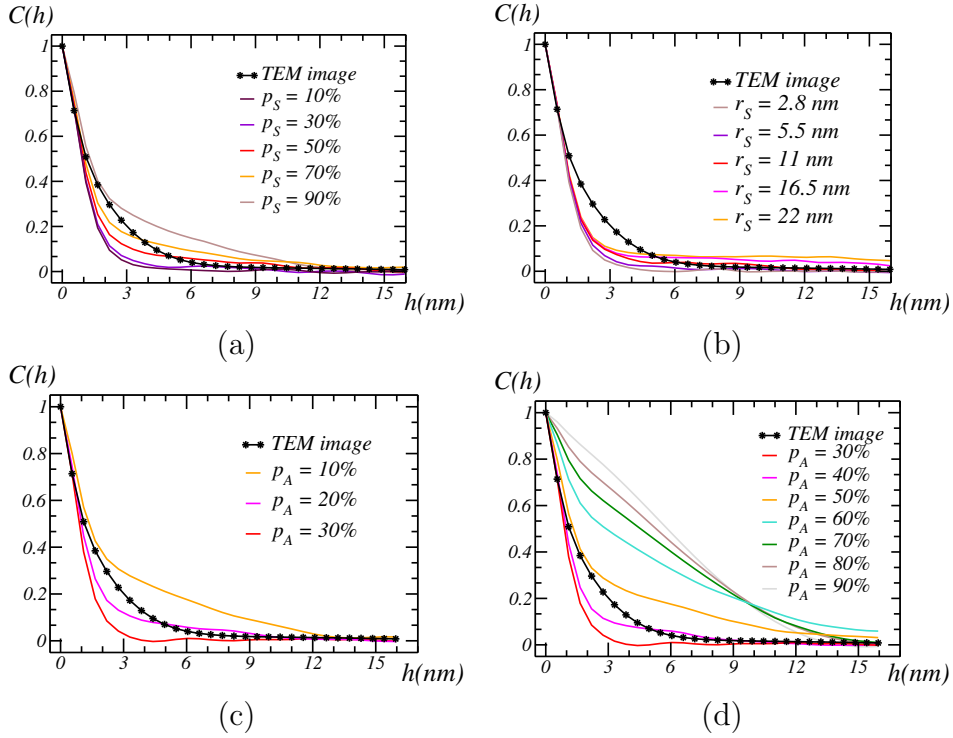 C(h)
1
0.8
0.6
0.4
0.2
0
0 3 6 9 12 15
h(nm)
TEM image
p_S = 10%
p_S = 30%
p_S = 50%
p_S = 70%
p_S = 90%
(a)
C(h)
1
0.8
0.6
0.4
0.2
0
0 3 6 9 12 15
h(nm)
TEM image
r_S = 2.8 nm
r_S = 5.5 nm
r_S = 11 nm
r_S = 16.5 nm
r_S = 22 nm
(b)
C(h)
1
0.8
0.6
0.4
0.2
0
0 3 6 9 12 15
h(nm)
TEM image
p_A = 10%
p_A = 20%
p_A = 30%
(c)
C(h)
1
0.8
0.6
0.4
0.2
0
0 3 6 9 12 15
h(nm)
TEM image
p_A = 30%
p_A = 40%
p_A = 50%
p_A = 60%
p_A = 70%
p_A = 80%
p_A = 90%
(d)